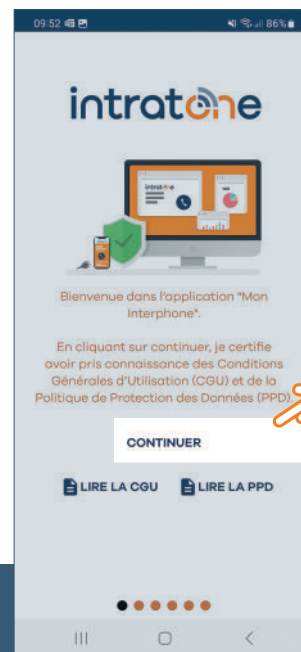 09:52 86%
intratone
intratone
Bienvenue dans l'application "Mon
Interphone".
En cliquant sur continuer, je certifie
avoir pris connaissance des Conditions
Générales d'Utilisation (CGU) et de la
Politique de Protection des Données (PPD).
CONTINUER
LIRE LA CGU LIRE LA PPD